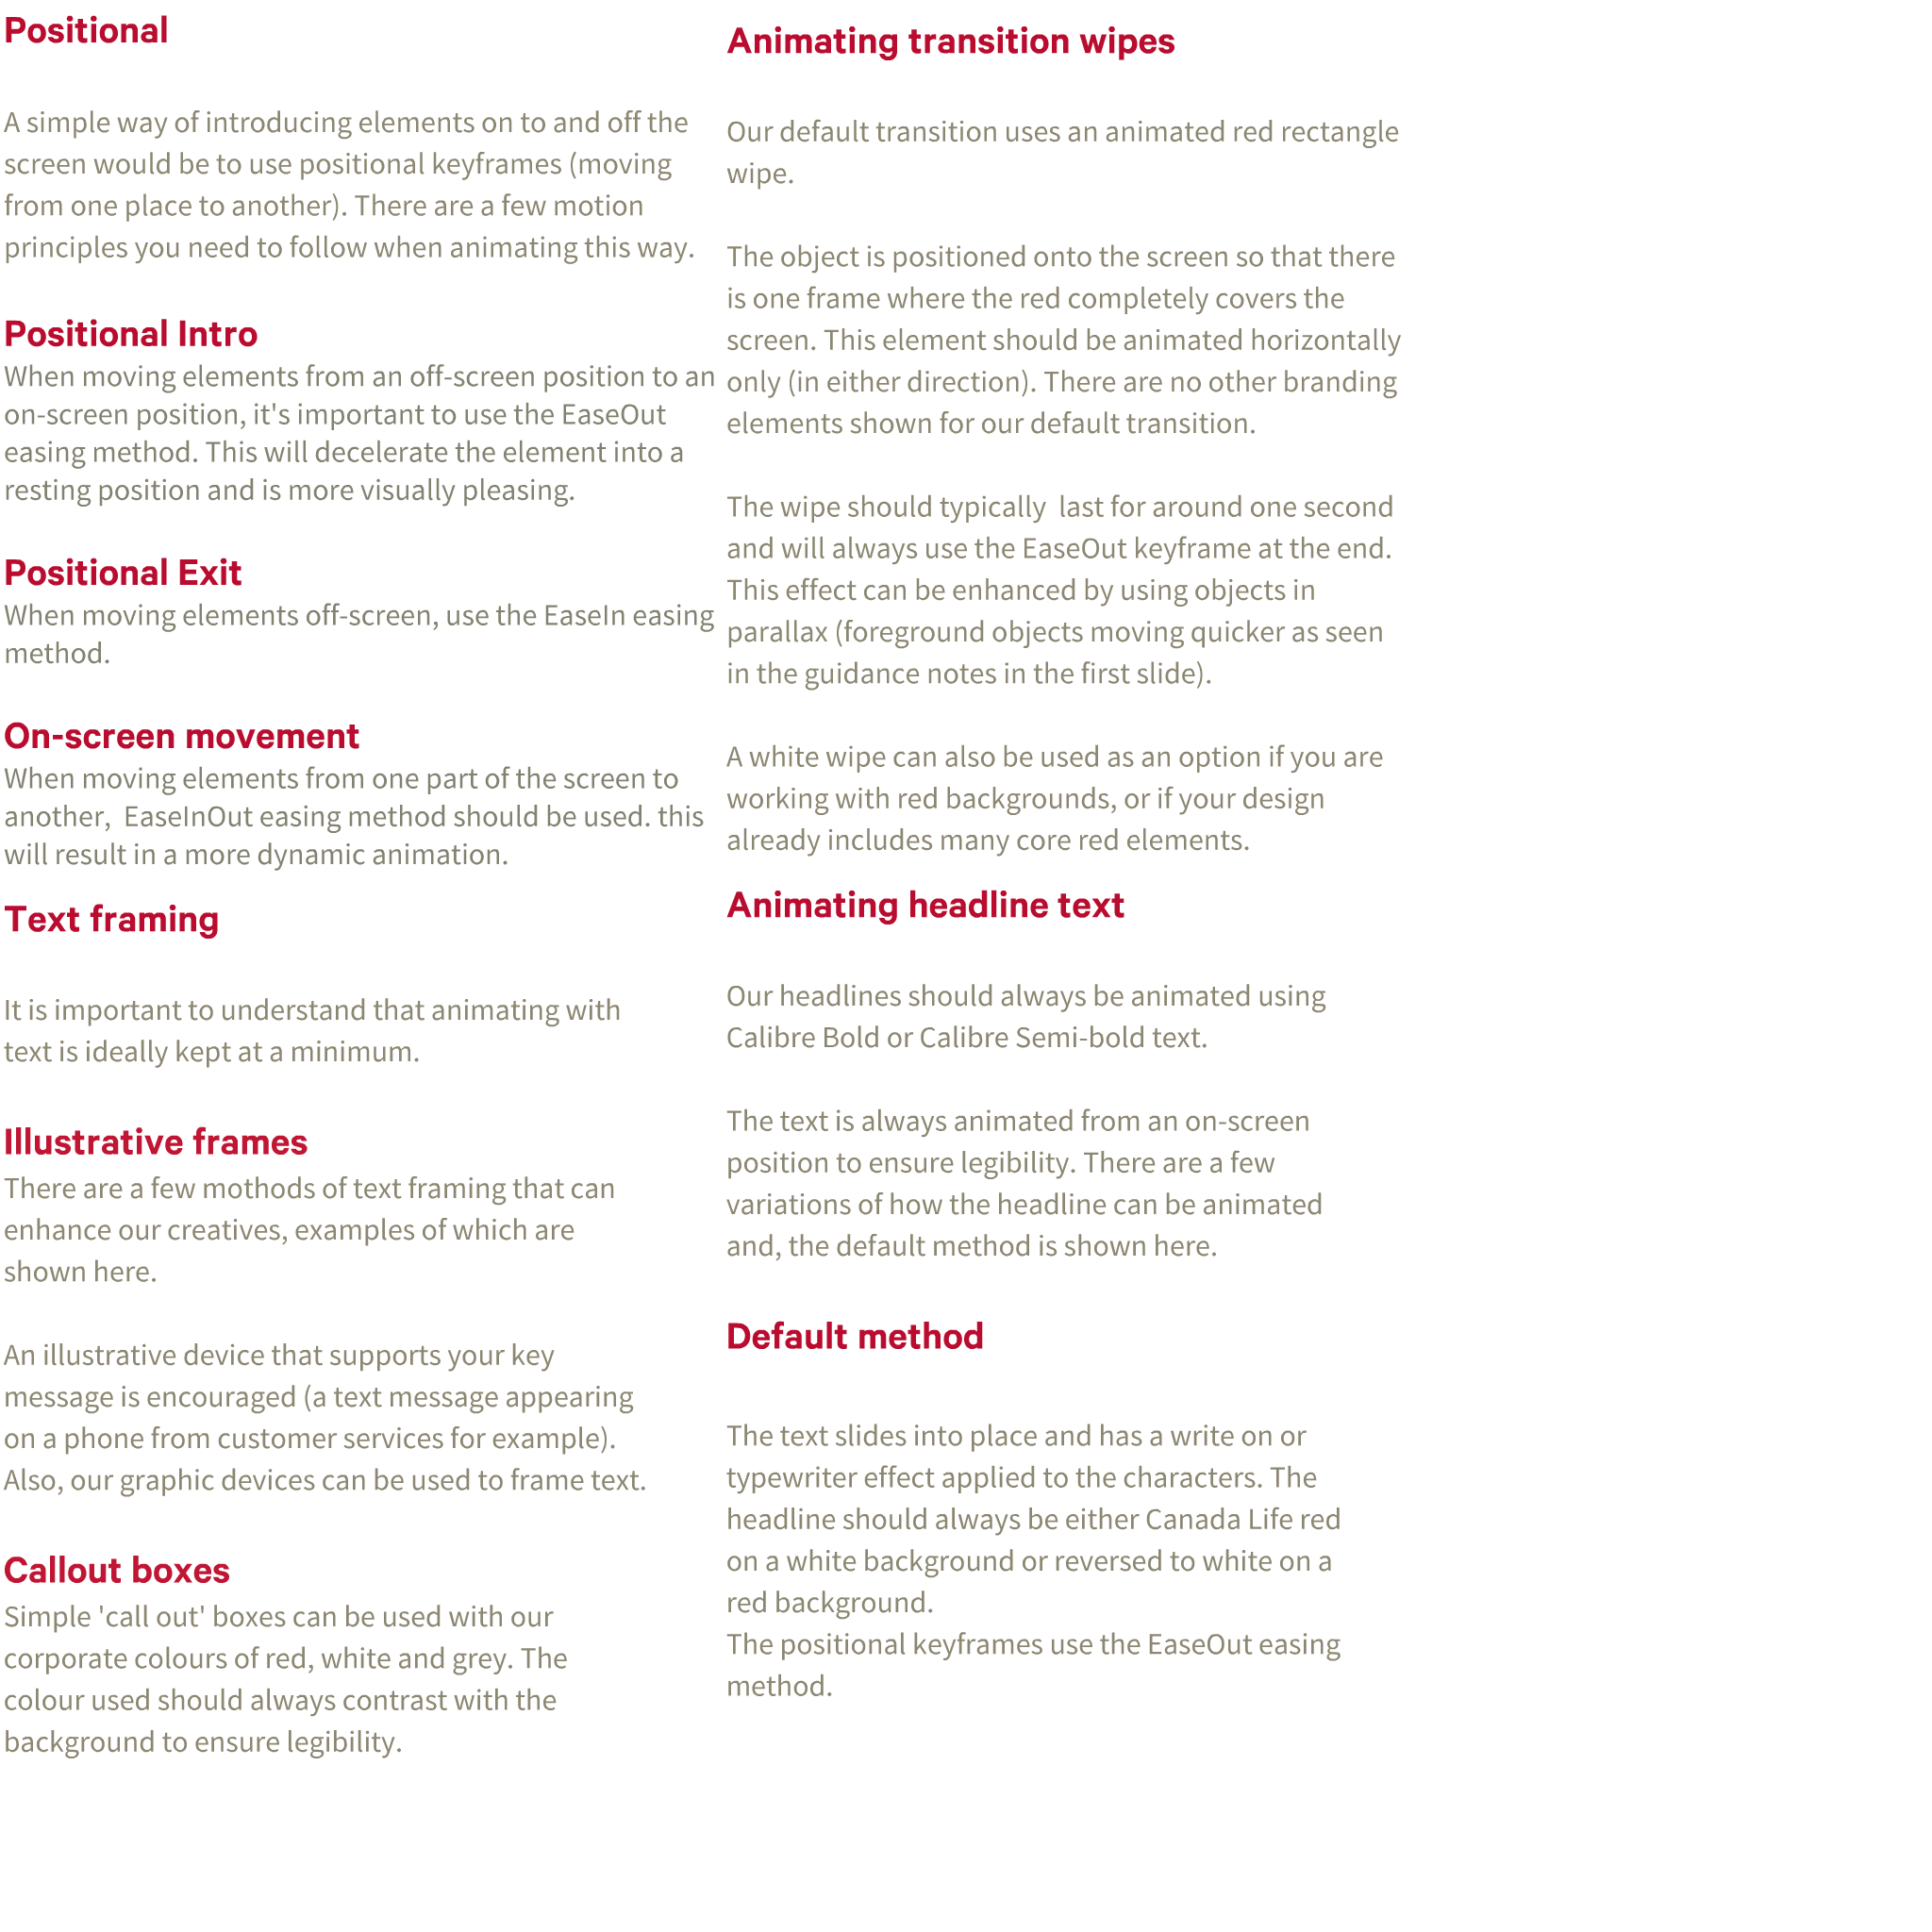 Positional
A simple way of introducing elements on to and off the
screen would be to use positional keyframes (moving
from one place to another). There are a few motion
principles you need to follow when animating this way.
Positional Intro
When moving elements from an off-screen position to an
on-screen position, it's important to use the EaseOut
easing method. This will decelerate the element into a
resting position and is more visually pleasing.
Positional Exit
When moving elements off-screen, use the EaseIn easing
method.
On-screen movement
When moving elements from one part of the screen to
another,  EaseInOut easing method should be used. this
will result in a more dynamic animation.
Text framing
It is important to understand that animating with
text is ideally kept at a minimum.
Illustrative frames
There are a few mothods of text framing that can
enhance our creatives, examples of which are
shown here.
An illustrative device that supports your key
message is encouraged (a text message appearing
on a phone from customer services for example).
Also, our graphic devices can be used to frame text.
Callout boxes
Simple 'call out' boxes can be used with our
corporate colours of red, white and grey. The
colour used should always contrast with the
background to ensure legibility.
Animating transition wipes
Our default transition uses an animated red rectangle
wipe.
The object is positioned onto the screen so that there
is one frame where the red completely covers the
screen. This element should be animated horizontally
only (in either direction). There are no other branding
elements shown for our default transition.
The wipe should typically  last for around one second
and will always use the EaseOut keyframe at the end.
This effect can be enhanced by using objects in
parallax (foreground objects moving quicker as seen
in the guidance notes in the first slide).
A white wipe can also be used as an option if you are
working with red backgrounds, or if your design
already includes many core red elements.
Animating headline text
Our headlines should always be animated using
Calibre Bold or Calibre Semi-bold text.
The text is always animated from an on-screen
position to ensure legibility. There are a few
variations of how the headline can be animated
and, the default method is shown here.
Default method
The text slides into place and has a write on or
typewriter effect applied to the characters. The
headline should always be either Canada Life red
on a white background or reversed to white on a
red background.
The positional keyframes use the EaseOut easing
method.